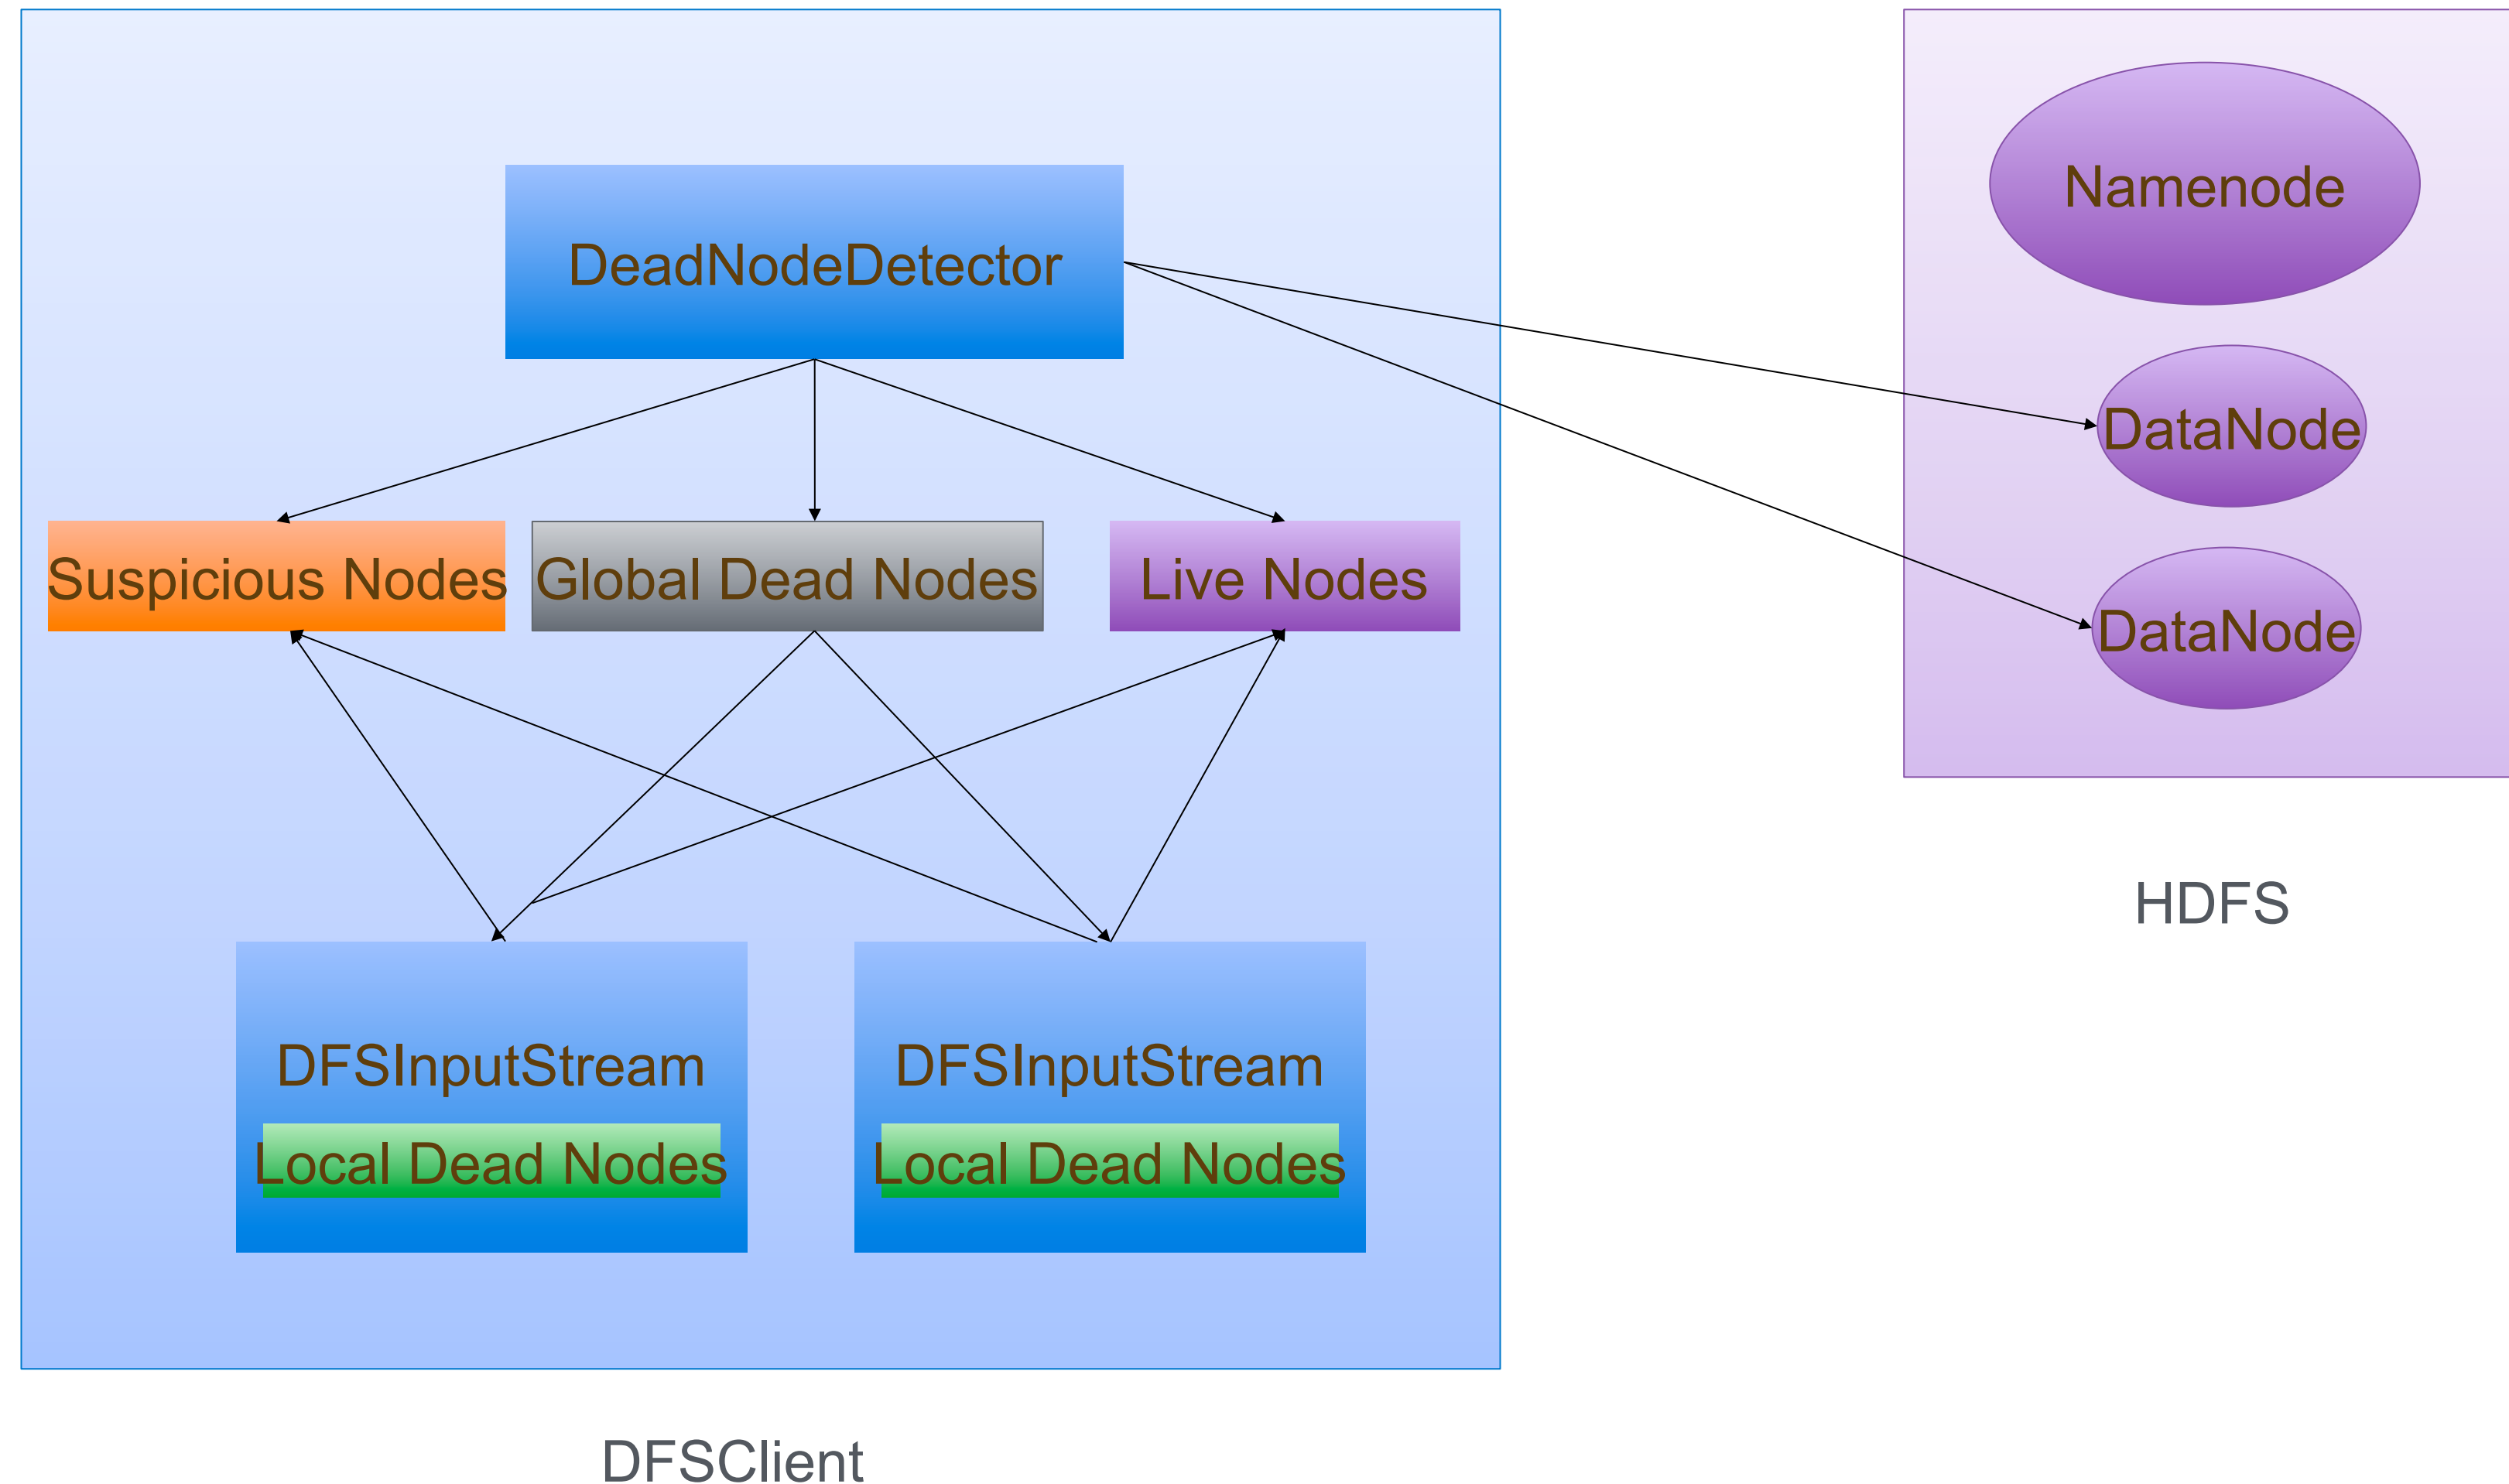 DeadNodeDetector
Suspicious Nodes
Global Dead Nodes
Live Nodes
DFSInputStream
Local Dead Nodes
DFSInputStream
Local Dead Nodes
DFSClient
Namenode
DataNode
DataNode
HDFS